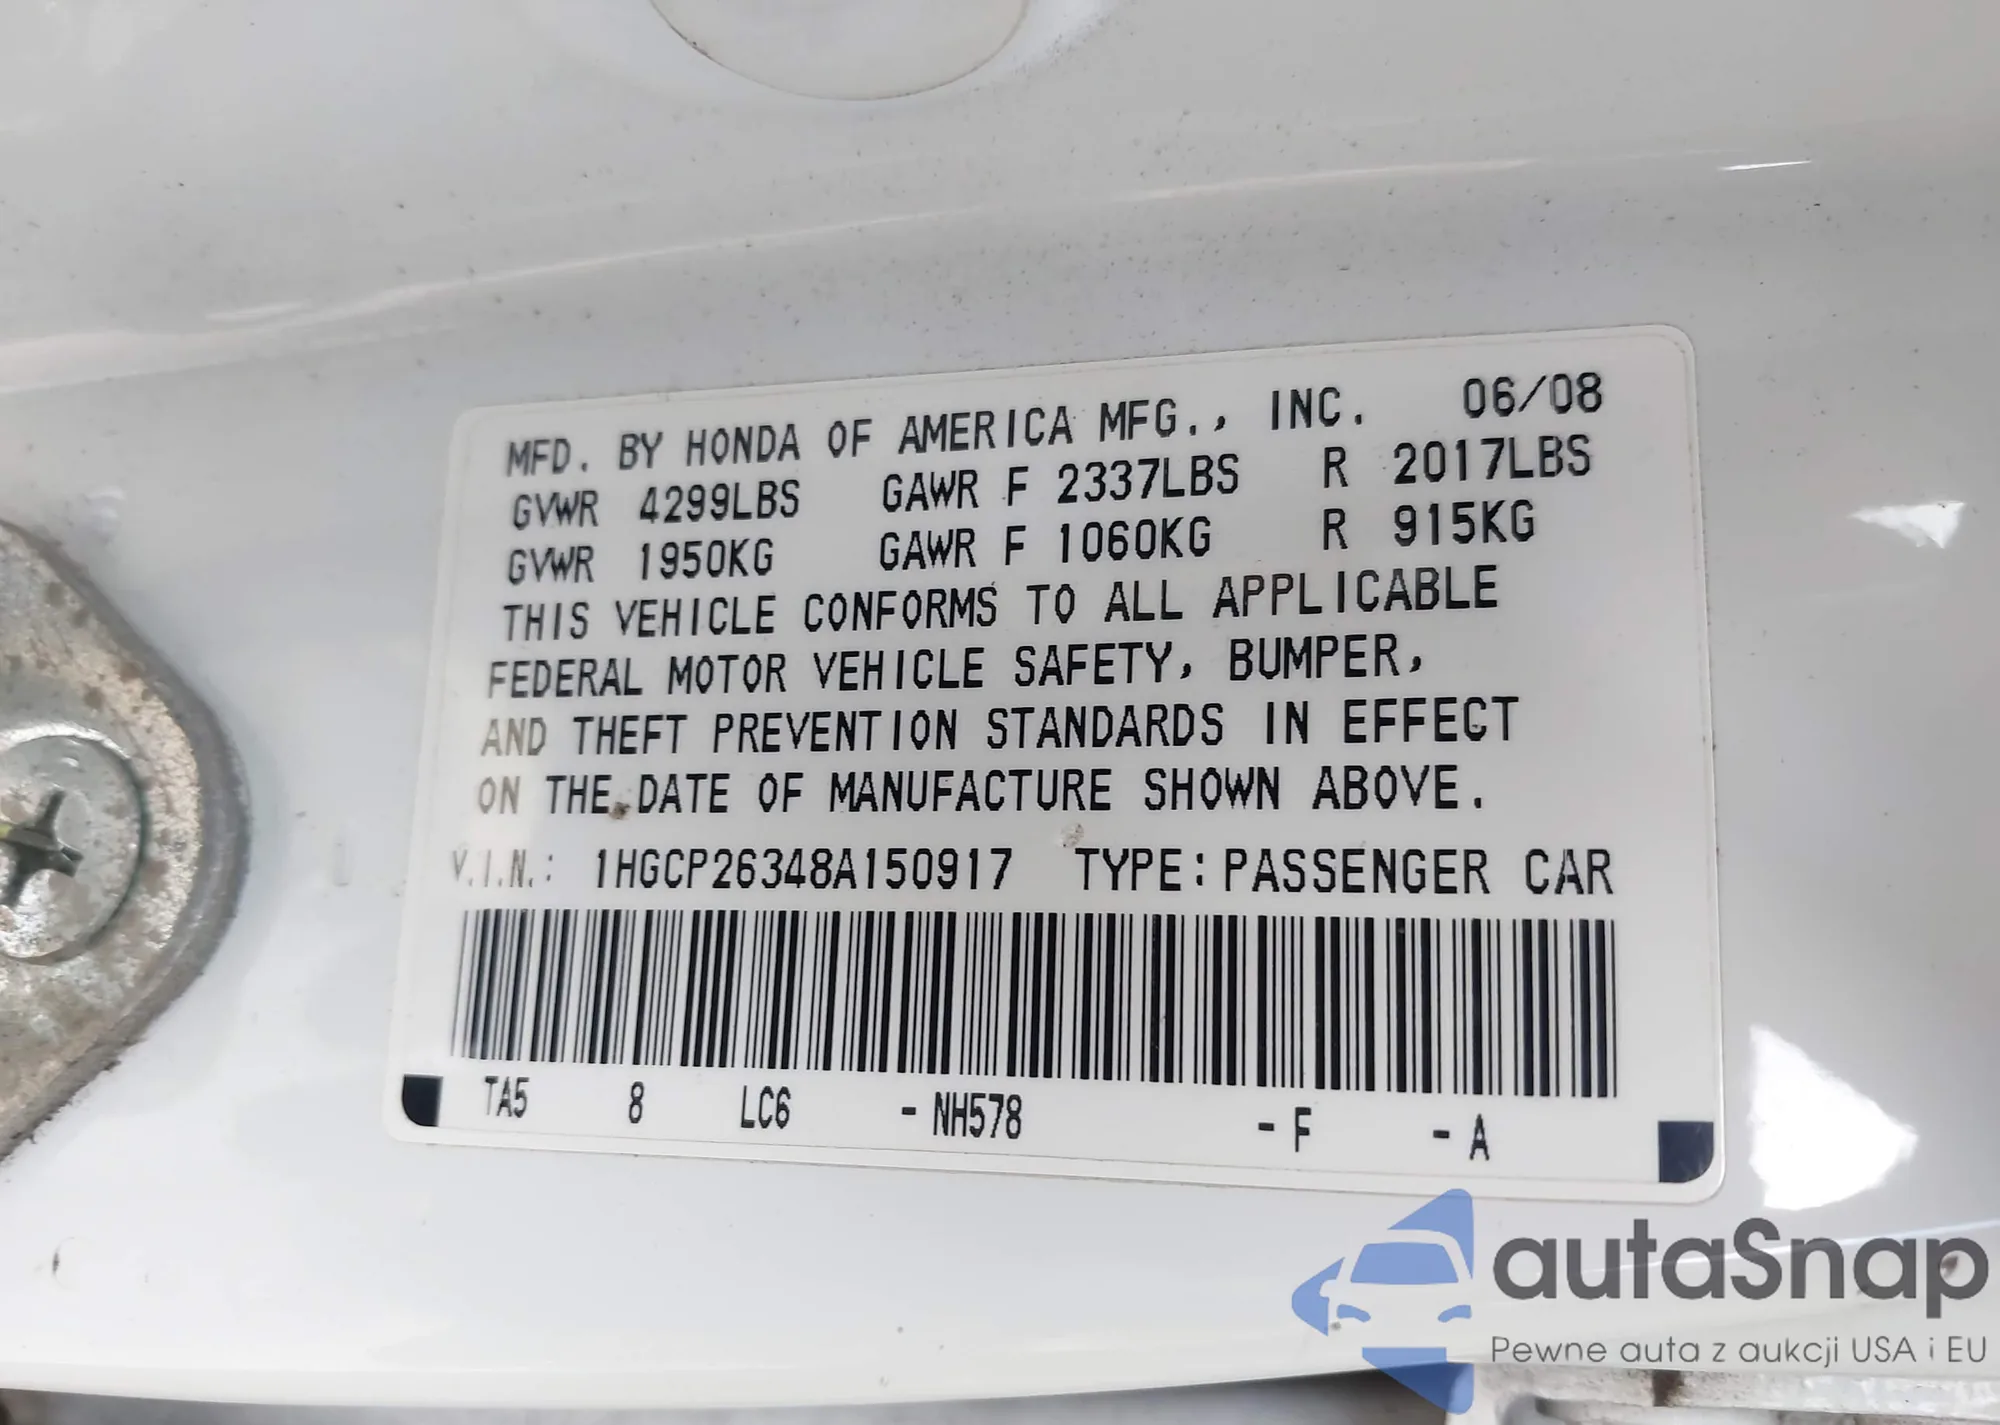 MFD. BY HONDA OF AMERICA MFG., INC. 06/08
GVWR 4299LBS GAWR F 2337LBS R 2017LBS
GVWR 1950KG GAWR F 1060KG R 915KG
THIS VEHICLE CONFORMS TO ALL APPLICABLE
FEDERAL MOTOR VEHICLE SAFETY, BUMPER,
AND THEFT PREVENTION STANDARDS IN EFFECT
ON THE DATE OF MANUFACTURE SHOWN ABOVE.
V.I.N.: 1HGCP26348A150917 TYPE: PASSENGER CAR
TA5 8 LC6 - NH578 - F - A
autaSnap
Pewne auta z aukcji USA i EU